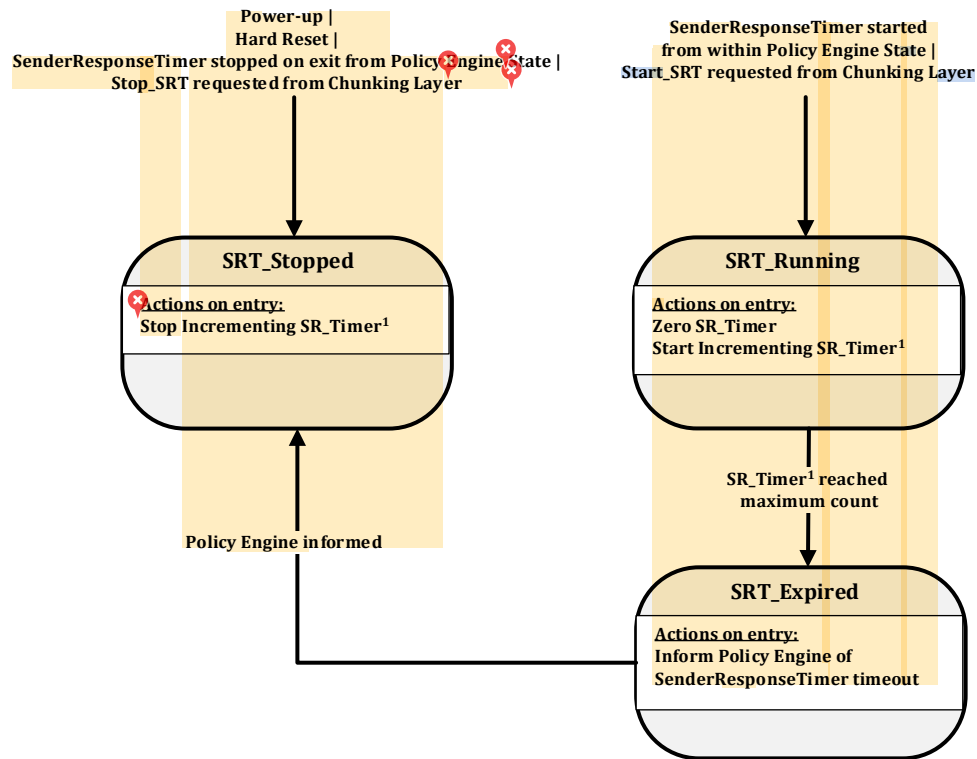 Power-up |
Hard Reset |
SenderResponseTimer stopped on exit from Policy Engine State |
Stop_SRT requested from Chunking Layer
SenderResponseTimer started
from within Policy Engine State |
Start_SRT requested from Chunking Layer
SRT_Stopped
Actions on entry:
Stop Incrementing SR_Timer¹
SRT_Running
Actions on entry:
Zero SR_Timer
Start Incrementing SR_Timer¹
SR_Timer¹ reached
maximum count
Policy Engine informed
SRT_Expired
Actions on entry:
Inform Policy Engine of
SenderResponseTimer timeout